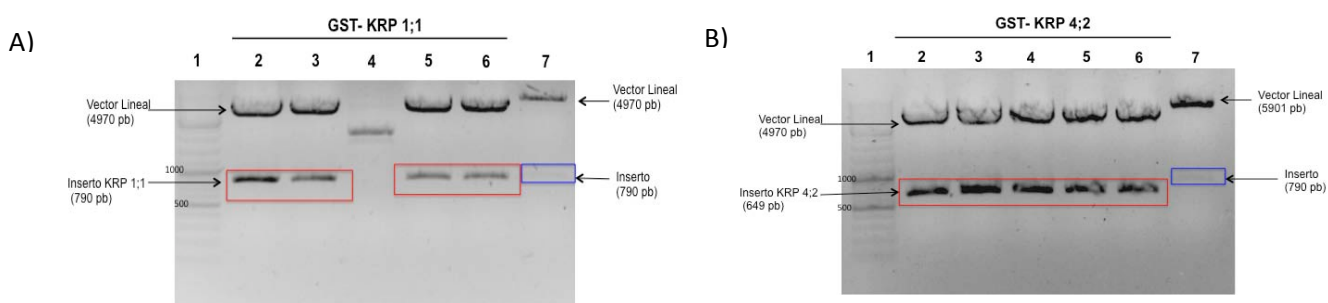 A)
GST- KRP 1;1
1 2 3 4 5 6 7
Vector Lineal
(4970 pb)
Vector Lineal
(4970 pb)
1000
Inserto KRP 1;1
(790 pb)
500
Inserto
(790 pb)
B)
GST- KRP 4;2
1 2 3 4 5 6 7
Vector Lineal
(4970 pb)
Vector Lineal
(5901 pb)
1000
Inserto KRP 4;2
(649 pb)
500
Inserto
(790 pb)